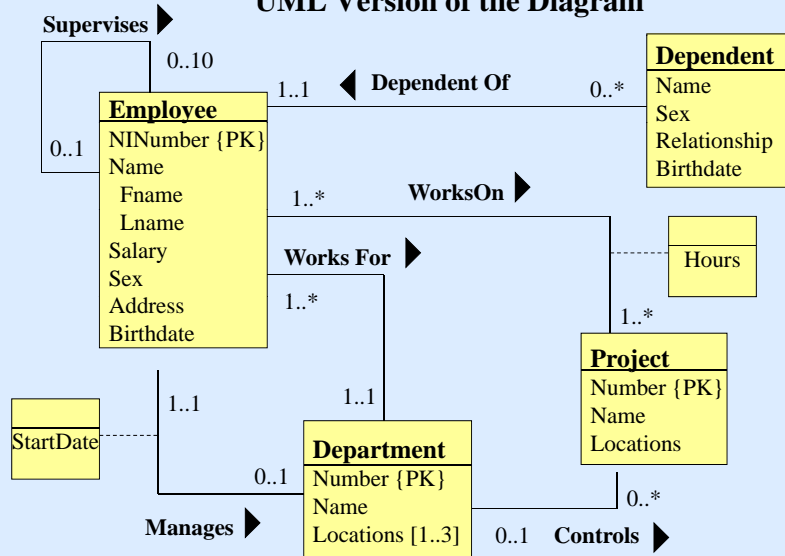 UML Version of the Diagram
Supervises
0..10
0..1
Employee
NINumber {PK}
Name
Fname
Lname
Salary
Sex
Address
Birthdate
1..1
Dependent Of
0..*
Dependent
Name
Sex
Relationship
Birthdate
1..*
WorksOn
Hours
1..*
Works For
1..*
1..1
Project
Number {PK}
Name
Locations
StartDate
1..1
0..1
Manages
Department
Number {PK}
Name
Locations [1..3]
0..1
Controls
0..*